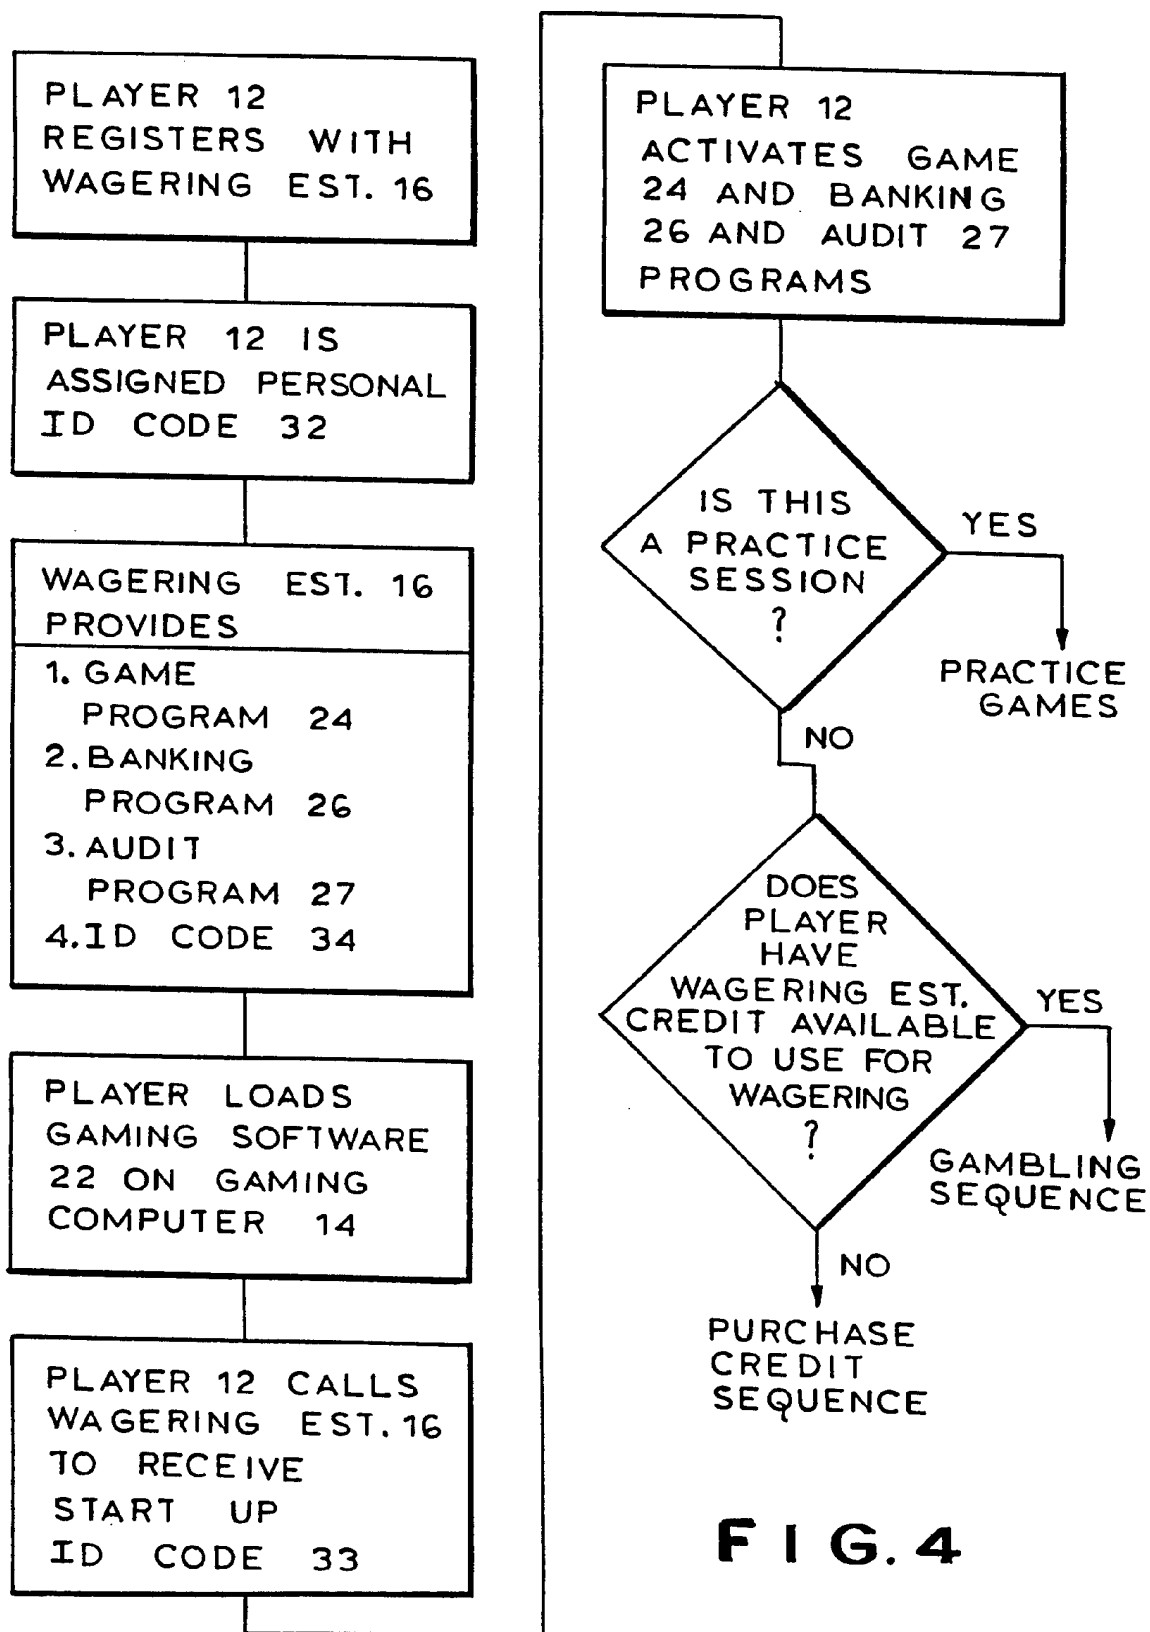 PLAYER 12
REGISTERS WITH
WAGERING EST. 16
PLAYER 12 IS
ASSIGNED PERSONAL
ID CODE 32
WAGERING EST. 16
PROVIDES
1. GAME
PROGRAM 24
2. BANKING
PROGRAM 26
3. AUDIT
PROGRAM 27
4. ID CODE 34
PLAYER LOADS
GAMING SOFTWARE
22 ON GAMING
COMPUTER 14
PLAYER 12 CALLS
WAGERING EST. 16
TO RECEIVE
START UP
ID CODE 33
PLAYER 12
ACTIVATES GAME
24 AND BANKING
26 AND AUDIT 27
PROGRAMS
IS THIS
A PRACTICE
SESSION
?
YES
PRACTICE
GAMES
NO
DOES
PLAYER
HAVE
WAGERING EST.
CREDIT AVAILABLE
TO USE FOR
WAGERING
?
YES
GAMBLING
SEQUENCE
NO
PURCHASE
CREDIT
SEQUENCE
FIG. 4